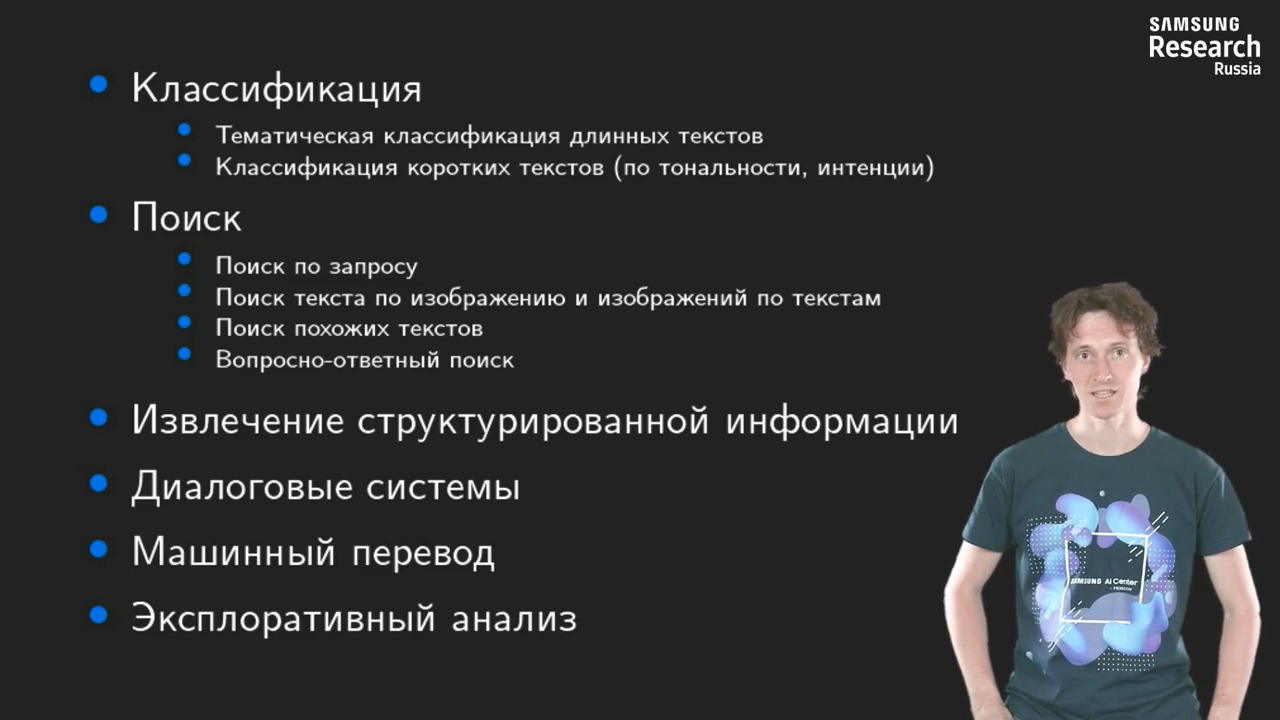 SAMSUNG
Research
Russia
Классификация
Тематическая классификация длинных текстов
Классификация коротких текстов (по тональности, интенции)
Поиск
Поиск по запросу
Поиск текста по изображению и изображений по текстам
Поиск похожих текстов
Вопросно-ответный поиск
Извлечение структурированной информации
Диалоговые системы
Машинный перевод
Эксплоративный анализ
SAMSUNG AI Center
- Moscow